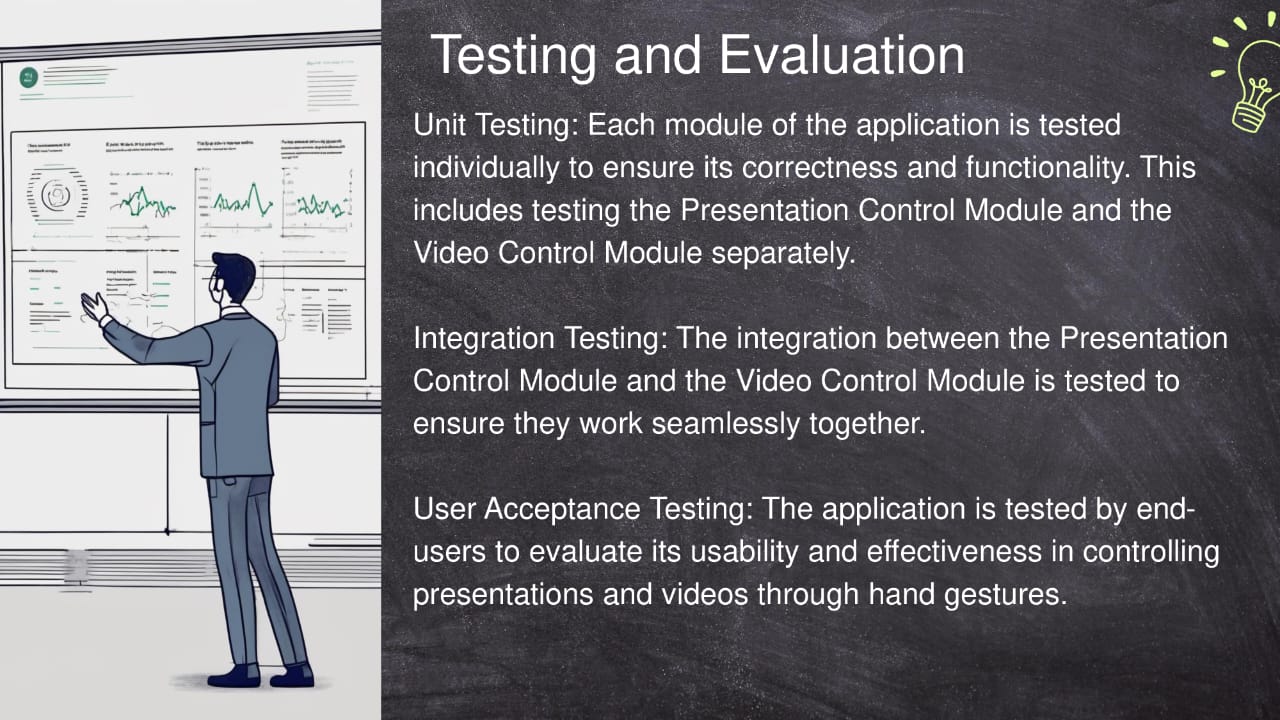 Testing and Evaluation
Unit Testing: Each module of the application is tested
individually to ensure its correctness and functionality. This
includes testing the Presentation Control Module and the
Video Control Module separately.
Integration Testing: The integration between the Presentation
Control Module and the Video Control Module is tested to
ensure they work seamlessly together.
User Acceptance Testing: The application is tested by end-
users to evaluate its usability and effectiveness in controlling
presentations and videos through hand gestures.